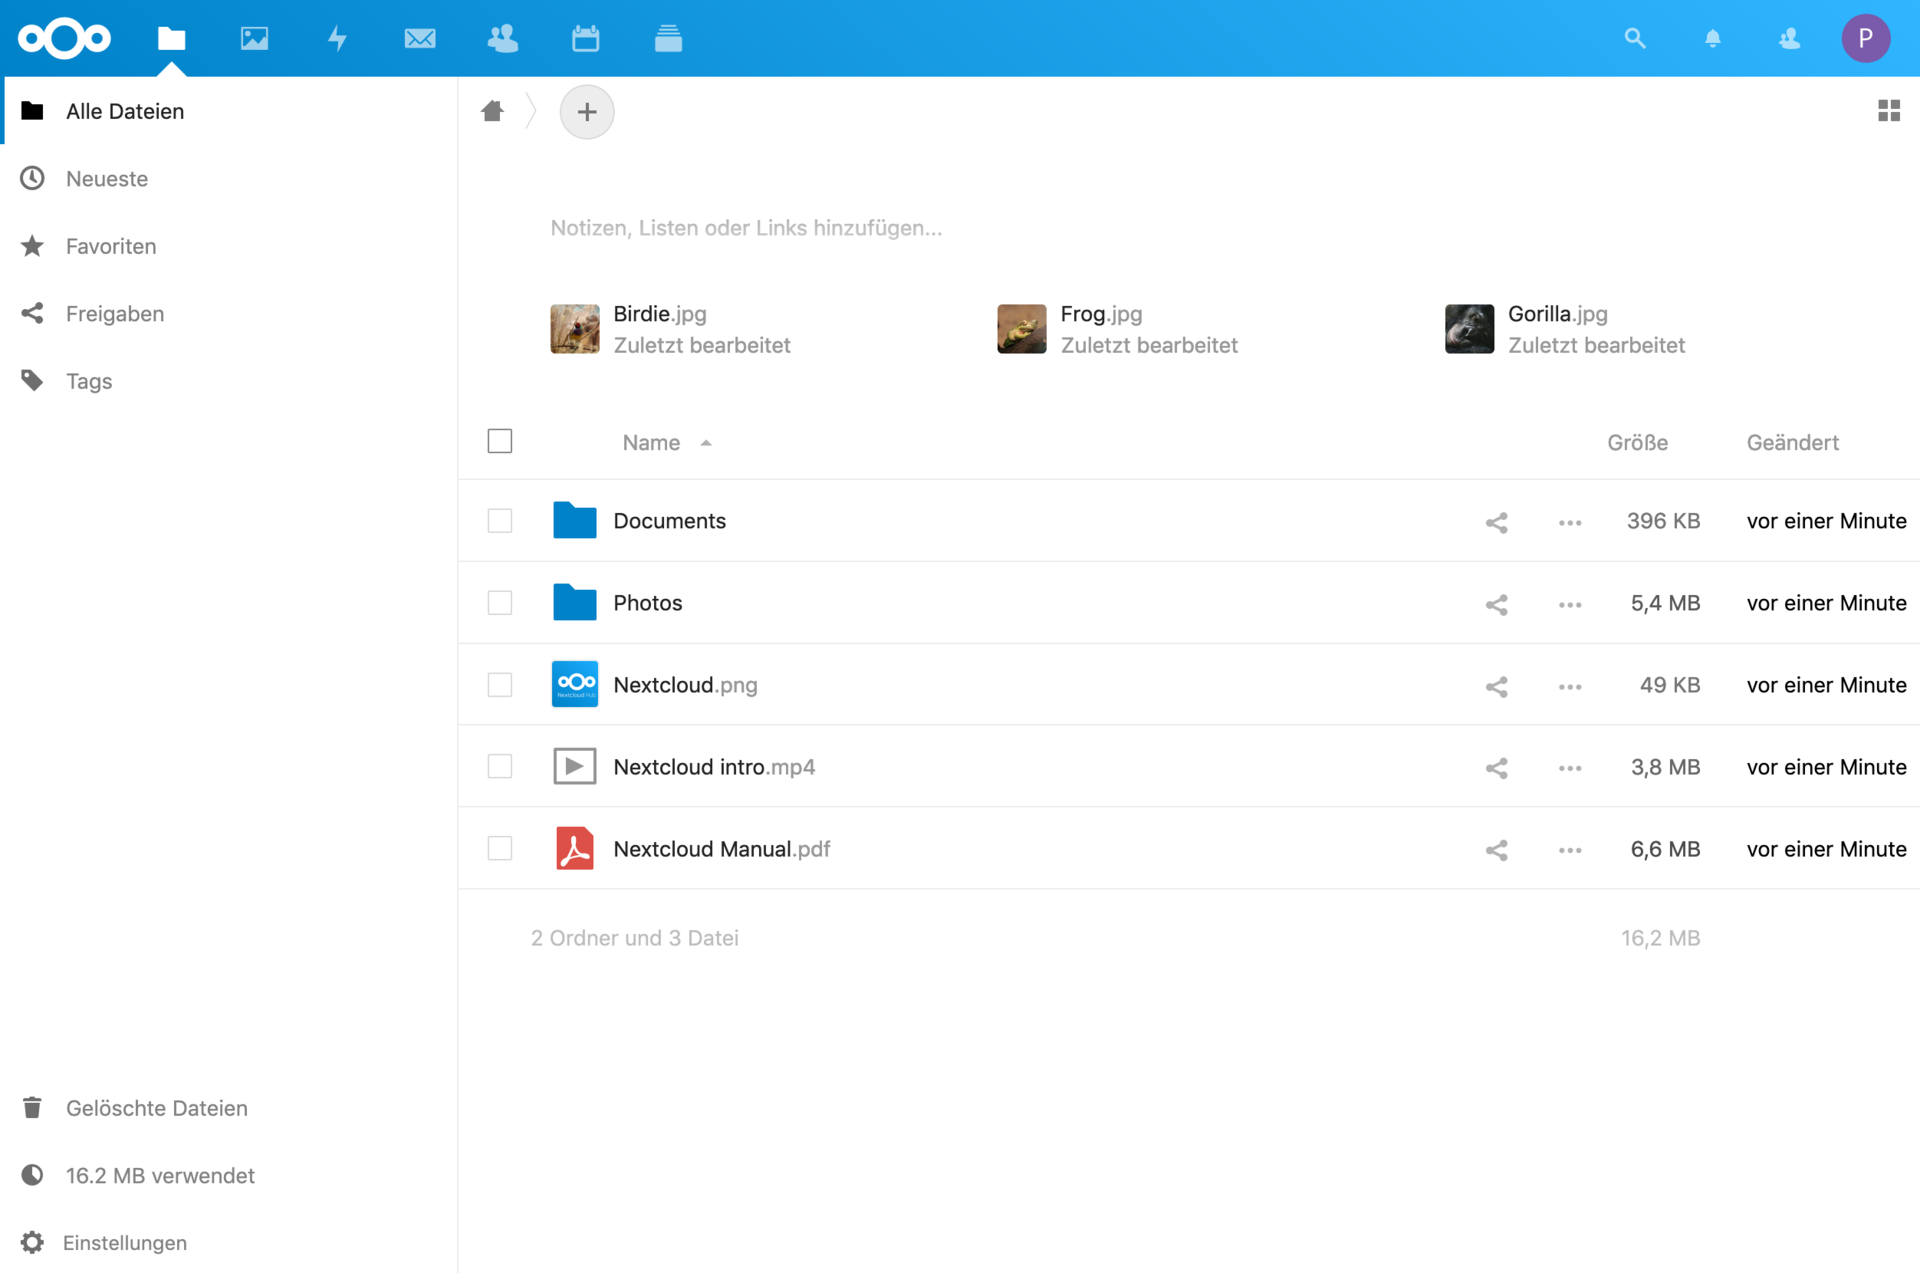 P
Alle Dateien
Neueste
Favoriten
Freigaben
Tags
Notizen, Listen oder Links hinzufügen...
Birdie.jpg
Zuletzt bearbeitet
Frog.jpg
Zuletzt bearbeitet
Gorilla.jpg
Zuletzt bearbeitet
Name Größe Geändert
Documents 396 KB vor einer Minute
Photos 5,4 MB vor einer Minute
Nextcloud Hub
Nextcloud.png 49 KB vor einer Minute
Nextcloud intro.mp4 3,8 MB vor einer Minute
Nextcloud Manual.pdf 6,6 MB vor einer Minute
2 Ordner und 3 Datei 16,2 MB
Gelöschte Dateien
16.2 MB verwendet
Einstellungen